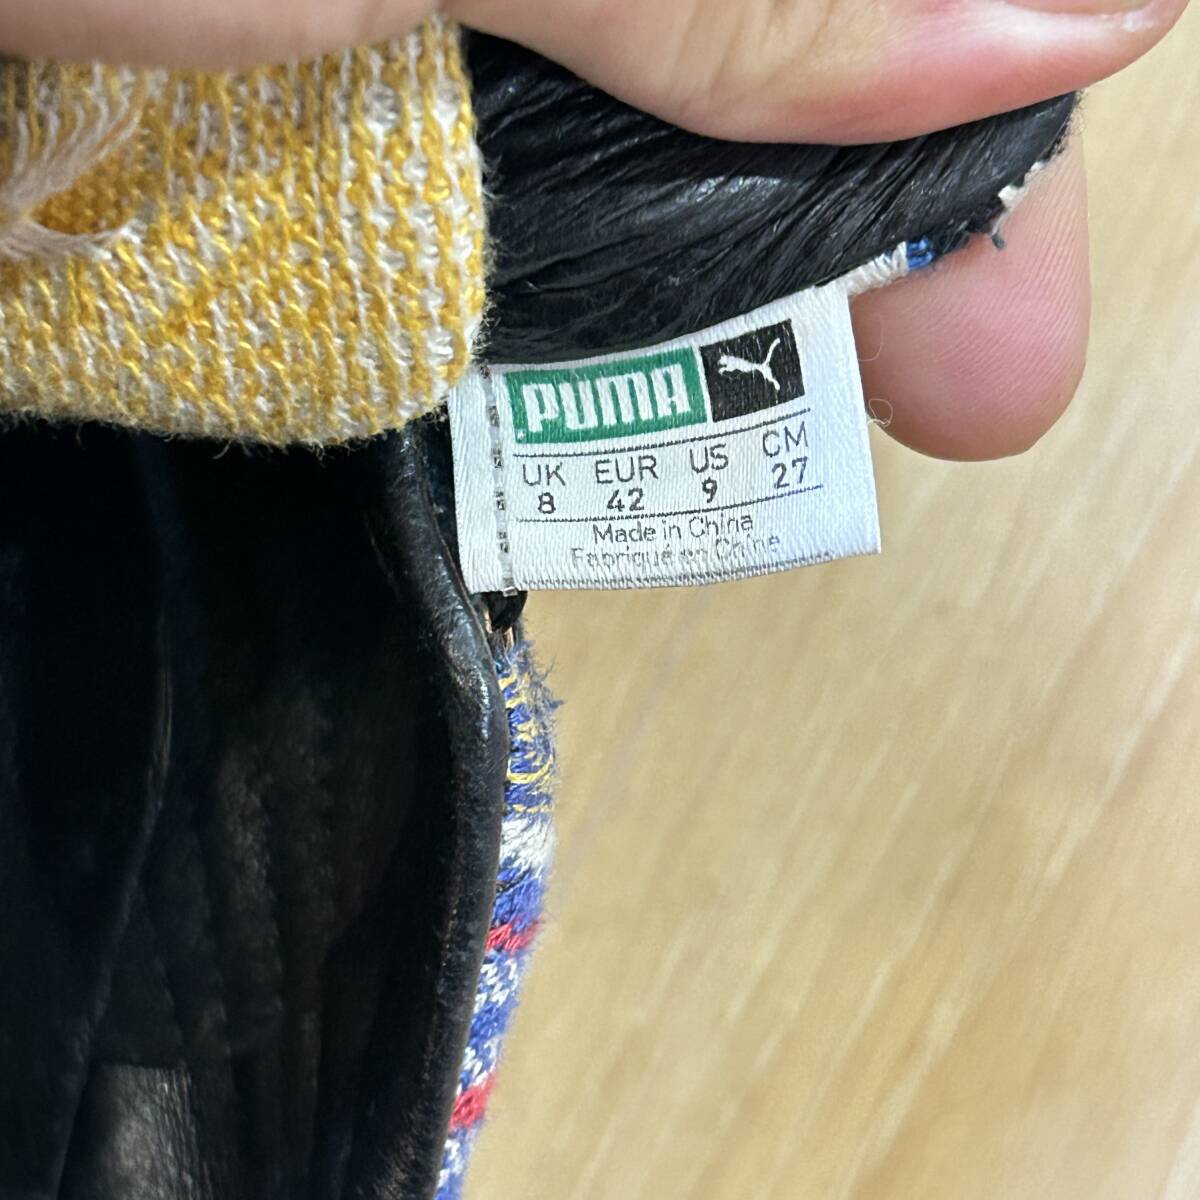 PUMA
UK EUR US CM
8 42 9 27
Made in China
Fabriqué en Chine